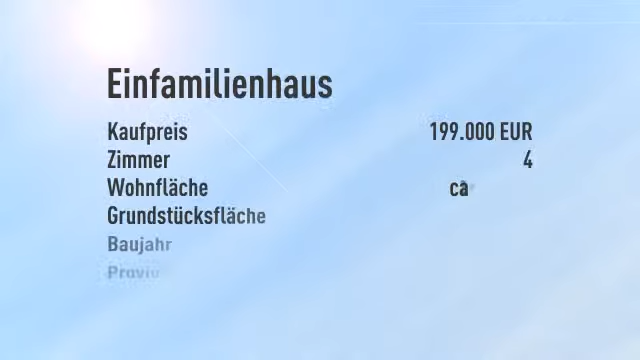 Einfamilienhaus
Kaufpreis 199.000 EUR
Zimmer 4
Wohnfläche ca
Grundstücksfläche
Baujahr